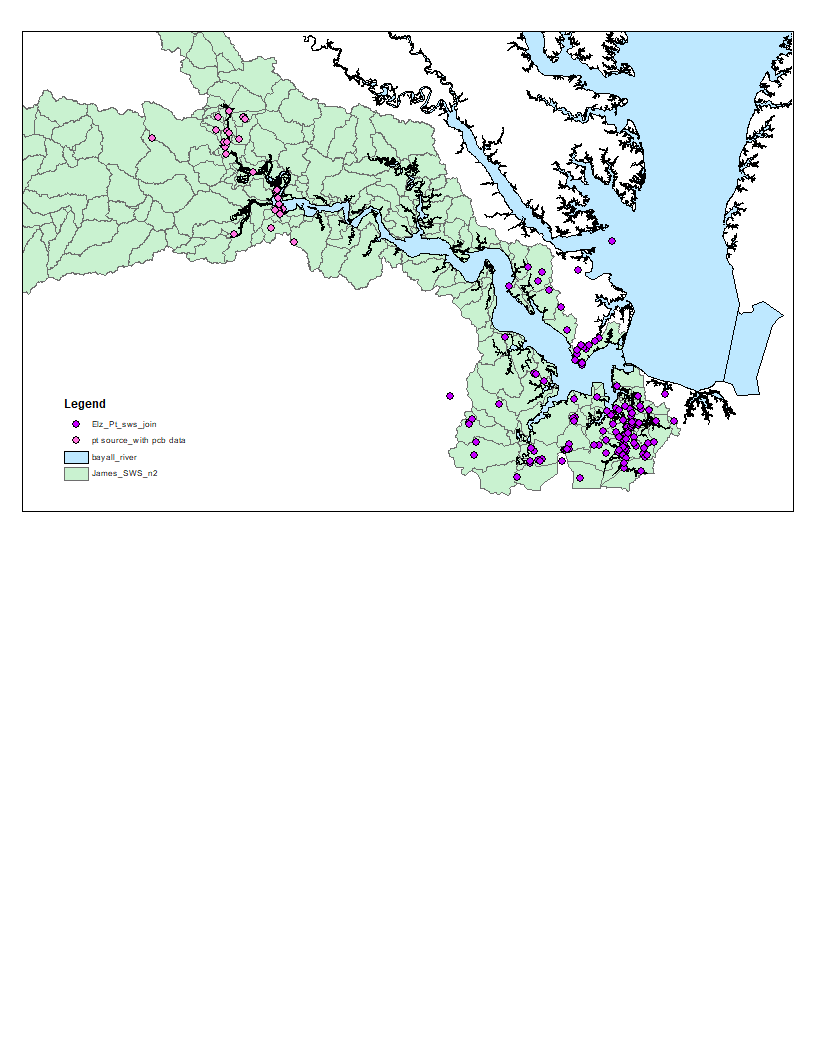 Legend
Elz_Pt_sws_join
pt source_with pcb data
bayall_river
James_SWS_n2